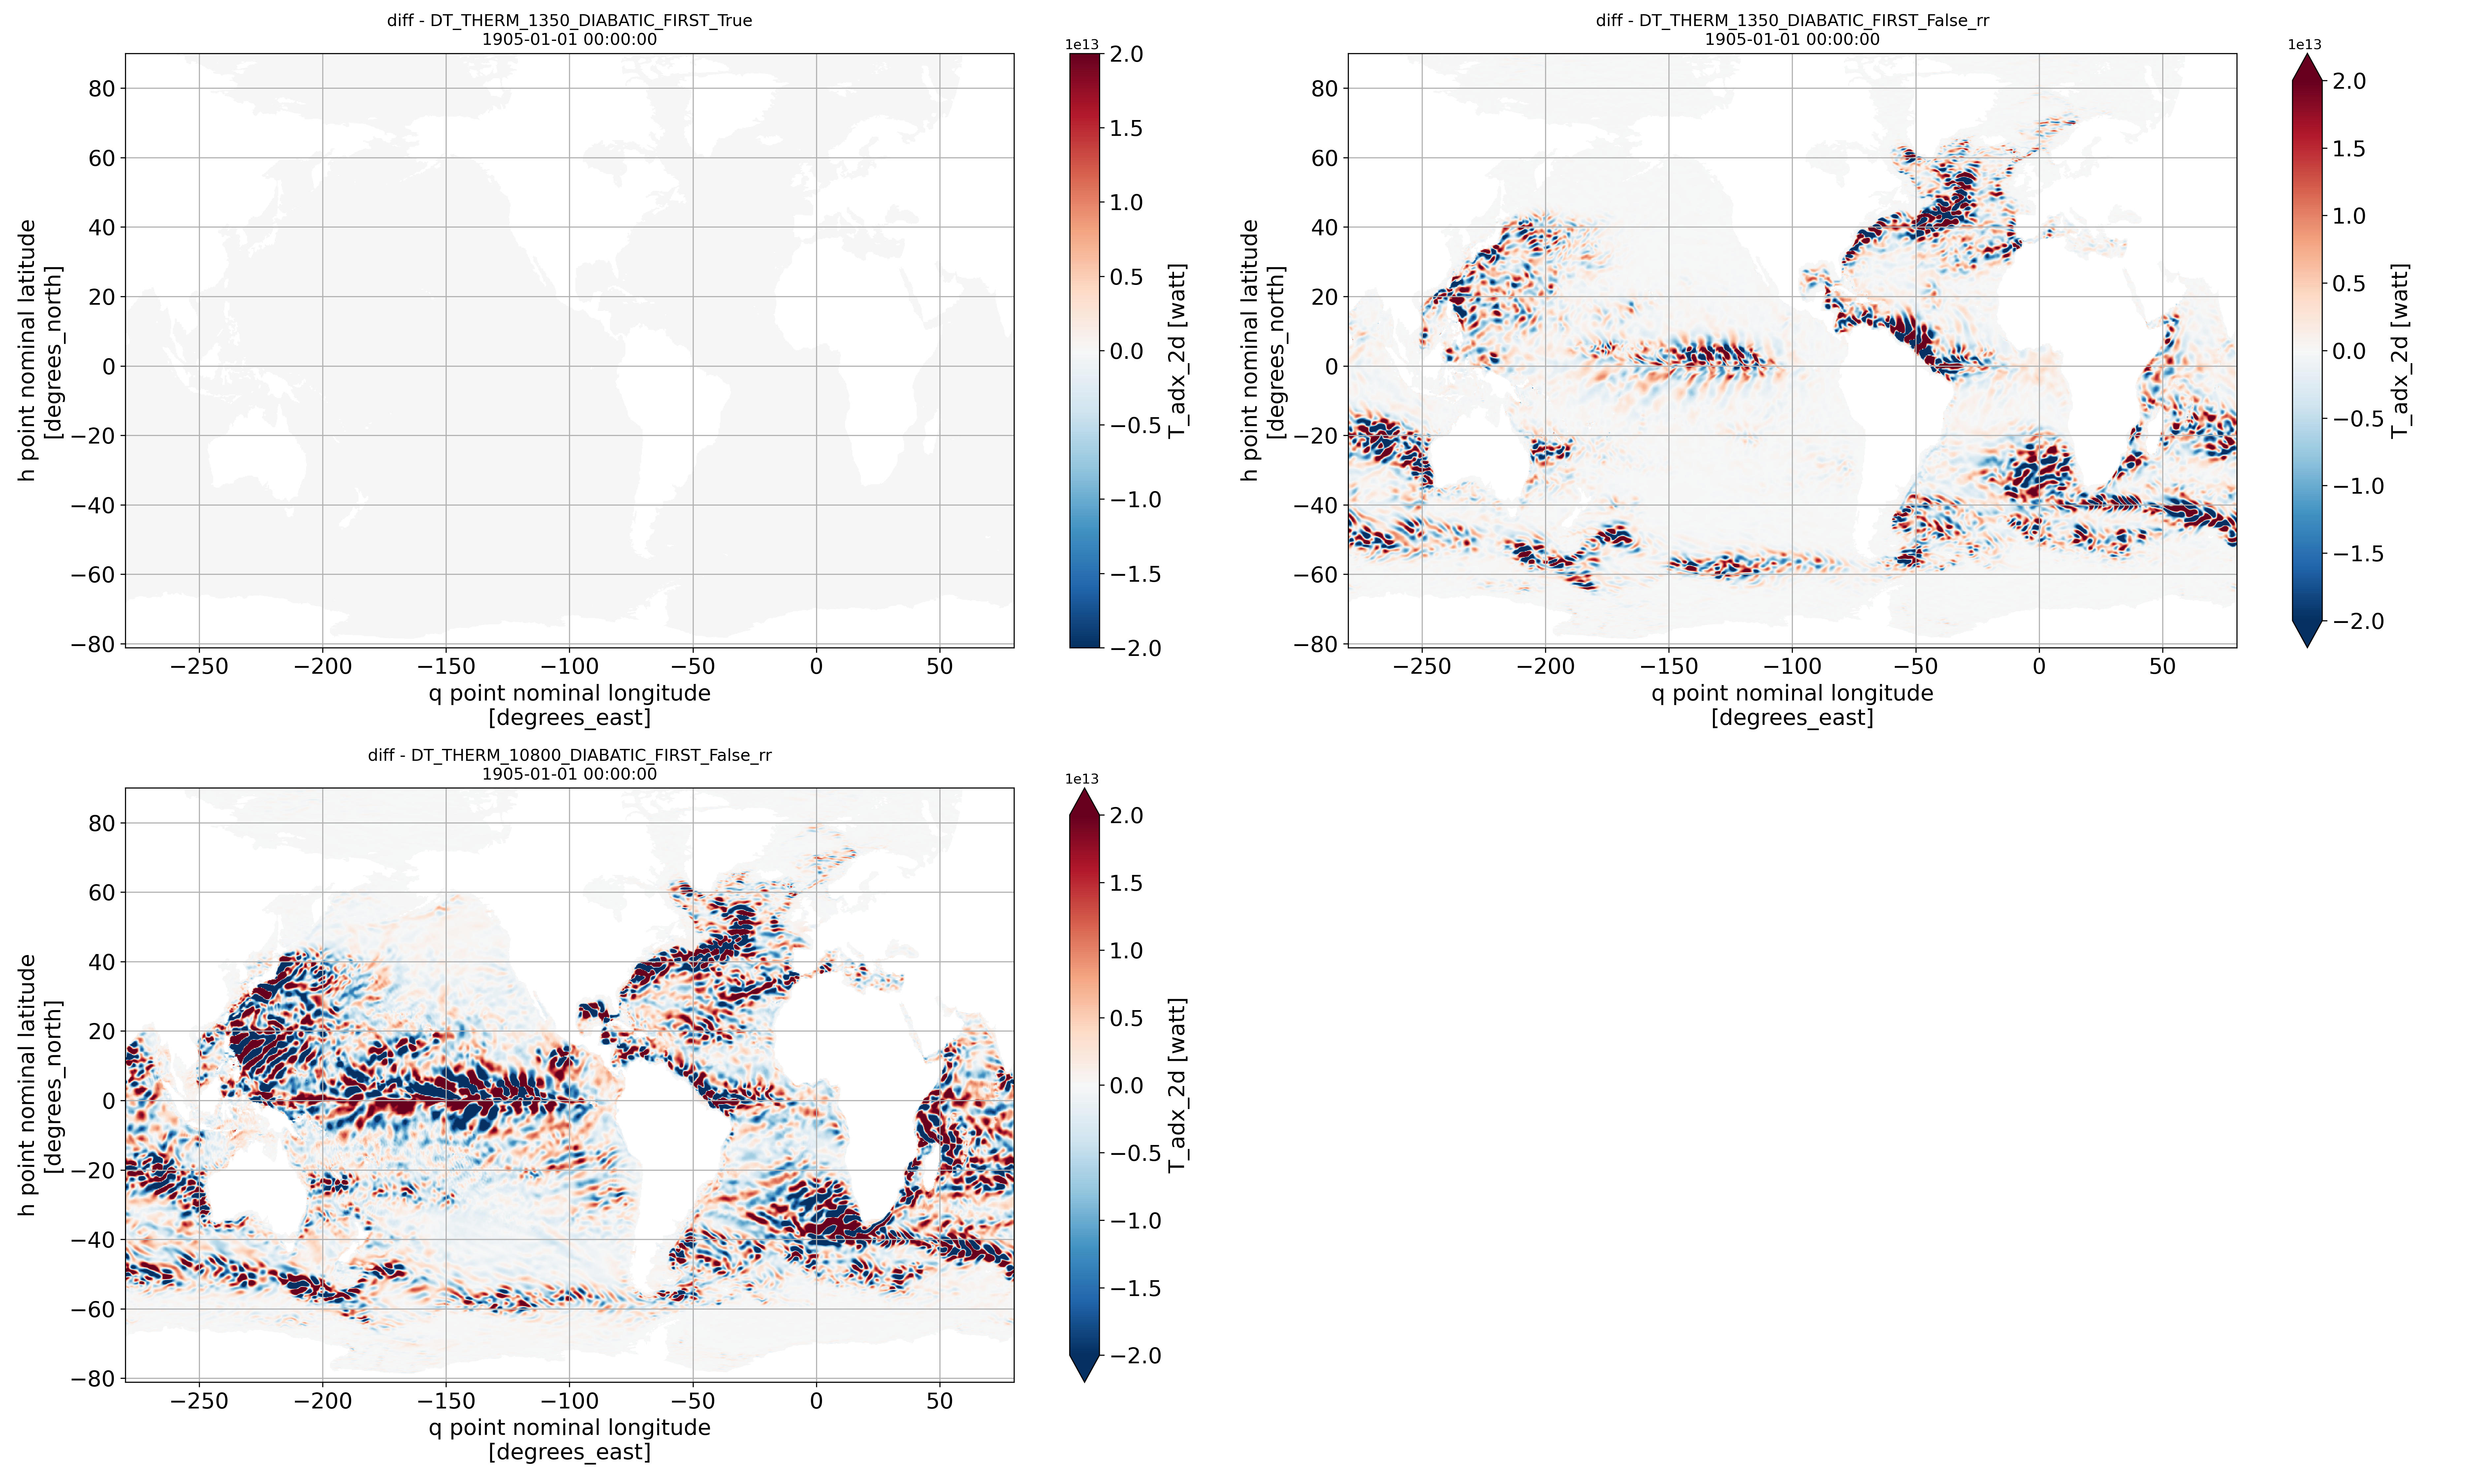 diff - DT_THERM_1350_DIABATIC_FIRST_True
1905-01-01 00:00:00
1e13
80
60
40
20
0
−20
−40
−60
−80
h point nominal latitude
[degrees_north]
−250 −200 −150 −100 −50 0 50
q point nominal longitude
[degrees_east]
2.0
1.5
1.0
0.5
0.0
−0.5
−1.0
−1.5
−2.0
T_adx_2d [watt]
diff - DT_THERM_1350_DIABATIC_FIRST_False_rr
1905-01-01 00:00:00
1e13
80
60
40
20
0
−20
−40
−60
−80
h point nominal latitude
[degrees_north]
−250 −200 −150 −100 −50 0 50
q point nominal longitude
[degrees_east]
2.0
1.5
1.0
0.5
0.0
−0.5
−1.0
−1.5
−2.0
T_adx_2d [watt]
diff - DT_THERM_10800_DIABATIC_FIRST_False_rr
1905-01-01 00:00:00
1e13
80
60
40
20
0
−20
−40
−60
−80
h point nominal latitude
[degrees_north]
−250 −200 −150 −100 −50 0 50
q point nominal longitude
[degrees_east]
2.0
1.5
1.0
0.5
0.0
−0.5
−1.0
−1.5
−2.0
T_adx_2d [watt]